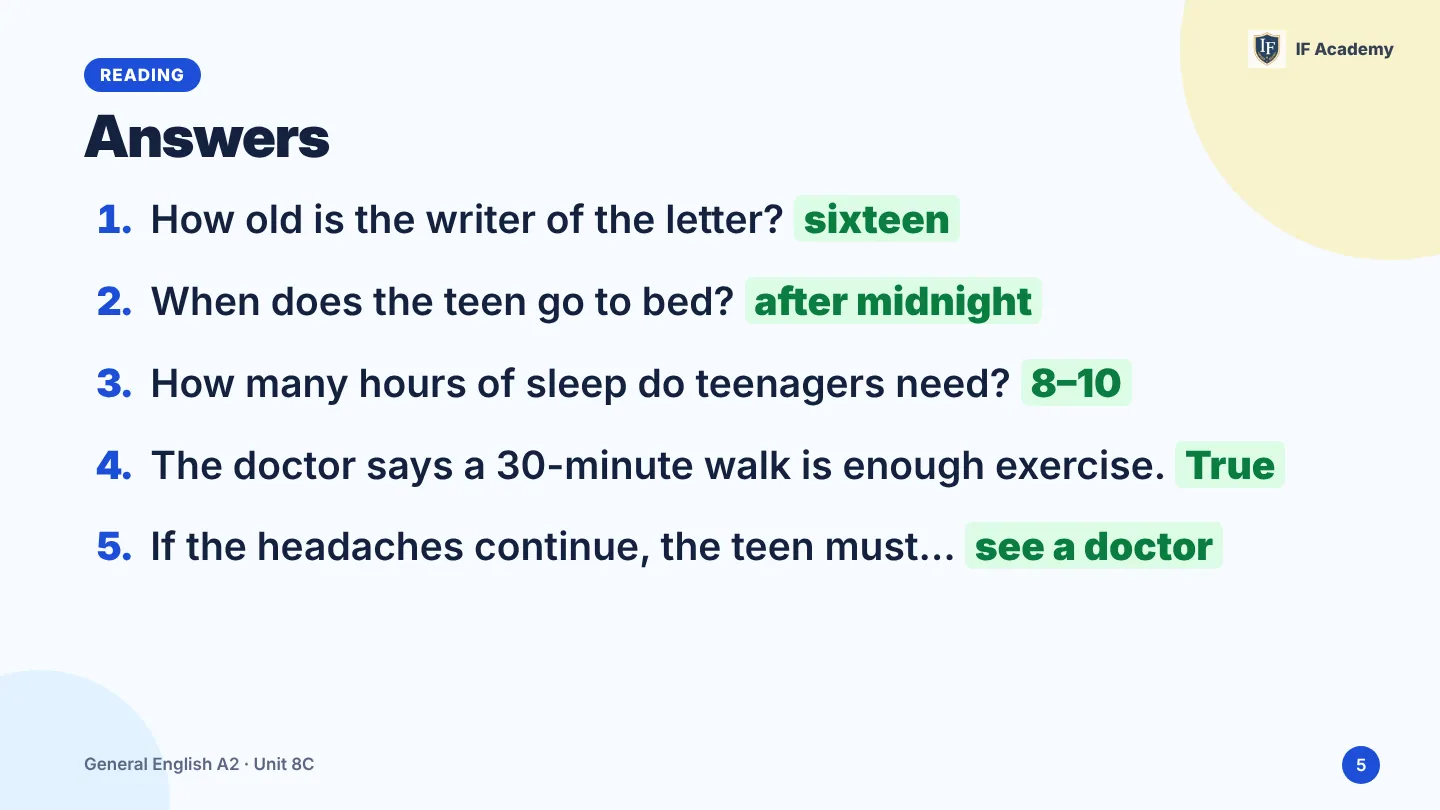 IF IF Academy
READING
Answers
1. How old is the writer of the letter? sixteen
2. When does the teen go to bed? after midnight
3. How many hours of sleep do teenagers need? 8–10
4. The doctor says a 30-minute walk is enough exercise. True
5. If the headaches continue, the teen must… see a doctor
General English A2 · Unit 8C
5